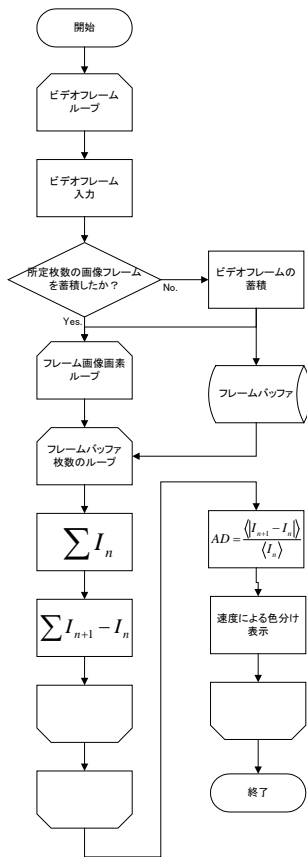 開始
ビデオフレーム
ループ
ビデオフレーム
入力
所定枚数の画像フレーム
を蓄積したか？
No.
Yes.
ビデオフレームの
蓄積
フレーム画像画素
ループ
フレームバッファ
フレームバッファ
枚数のループ
∑ I_n
∑ I_{n+1} − I_n
AD = ⟨|I_{n+1} − I_n|⟩ / ⟨I_n⟩
速度による色分け
表示
終了